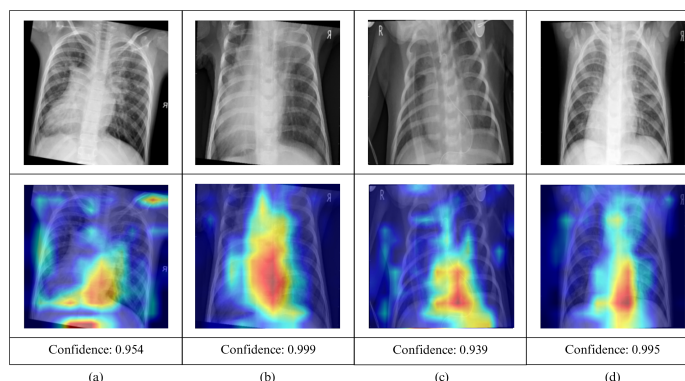 R
R
R
R
Confidence: 0.954
Confidence: 0.999
Confidence: 0.939
Confidence: 0.995
(a)
(b)
(c)
(d)